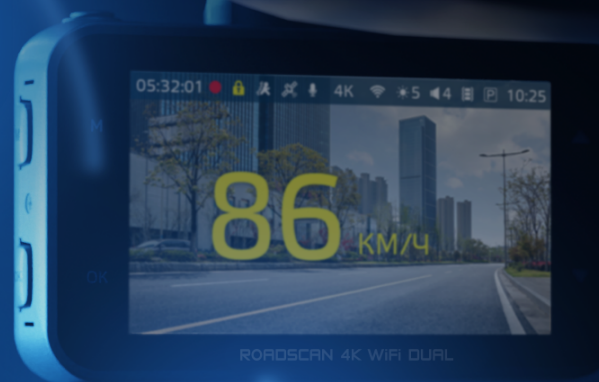 05:32:01 4K 5 4 P 10:25
86 КМ/Ч
M
OK
ROADSCAN 4K WiFi DUAL